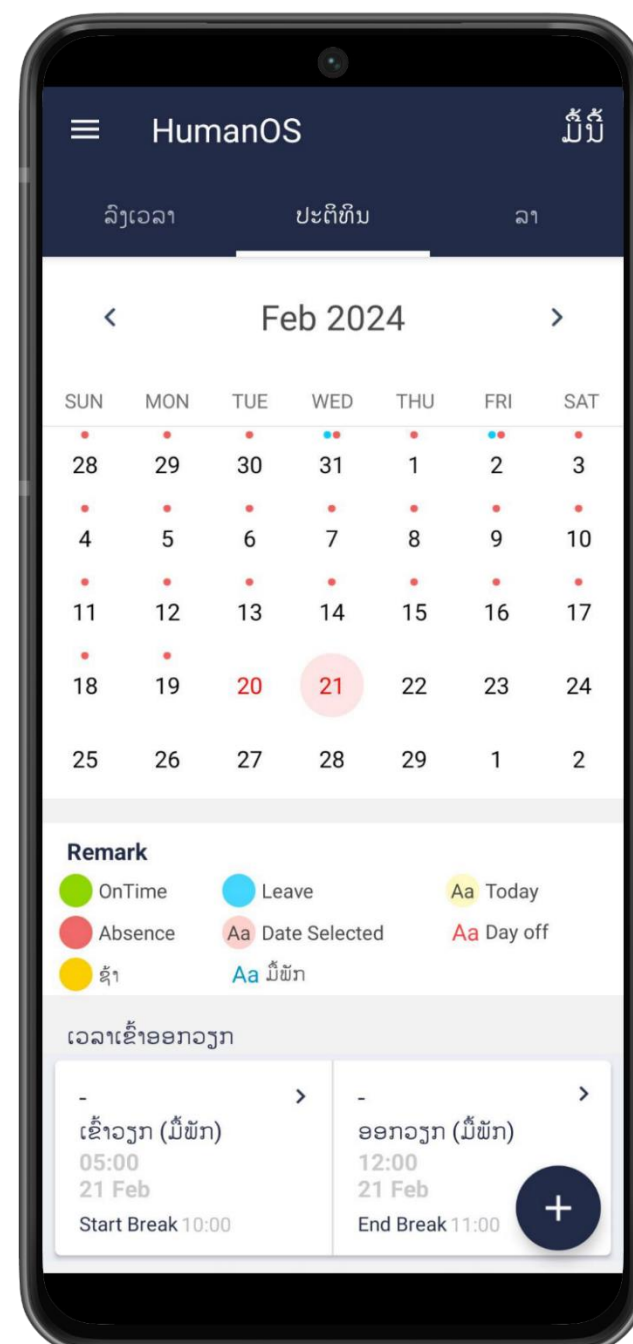 HumanOS ມື້ນີ້
ລົງເວລາ ປະຕິທິນ ລາ
Feb 2024
SUN MON TUE WED THU FRI SAT
28 29 30 31 1 2 3
4 5 6 7 8 9 10
11 12 13 14 15 16 17
18 19 20 21 22 23 24
25 26 27 28 29 1 2
Remark
OnTime Leave Aa Today
Absence Aa Date Selected Aa Day off
ຊ້າ Aa ມື້ພັກ
ເວລາເຂົ້າອອກວຽກ
- -
ເຂົ້າວຽກ (ມື້ພັກ) ອອກວຽກ (ມື້ພັກ)
05:00 12:00
21 Feb 21 Feb
Start Break 10:00 End Break 11:00